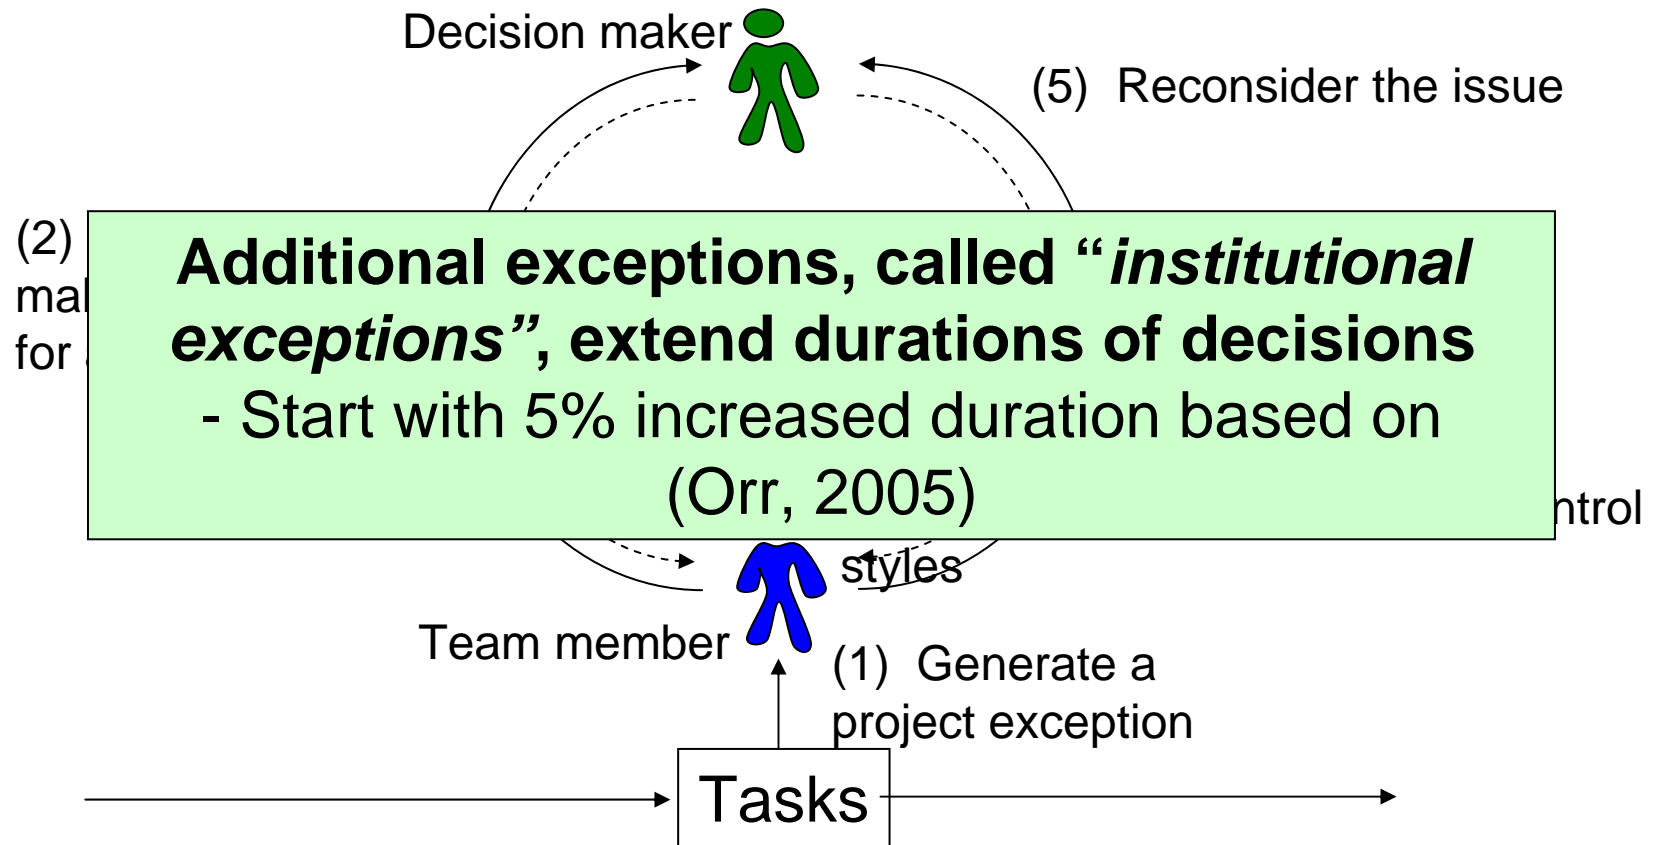 Decision maker
(5) Reconsider the issue
(2)
for
Additional exceptions, called “institutional
exceptions”, extend durations of decisions
- Start with 5% increased duration based on
(Orr, 2005)
styles
Team member
(1) Generate a
project exception
Tasks